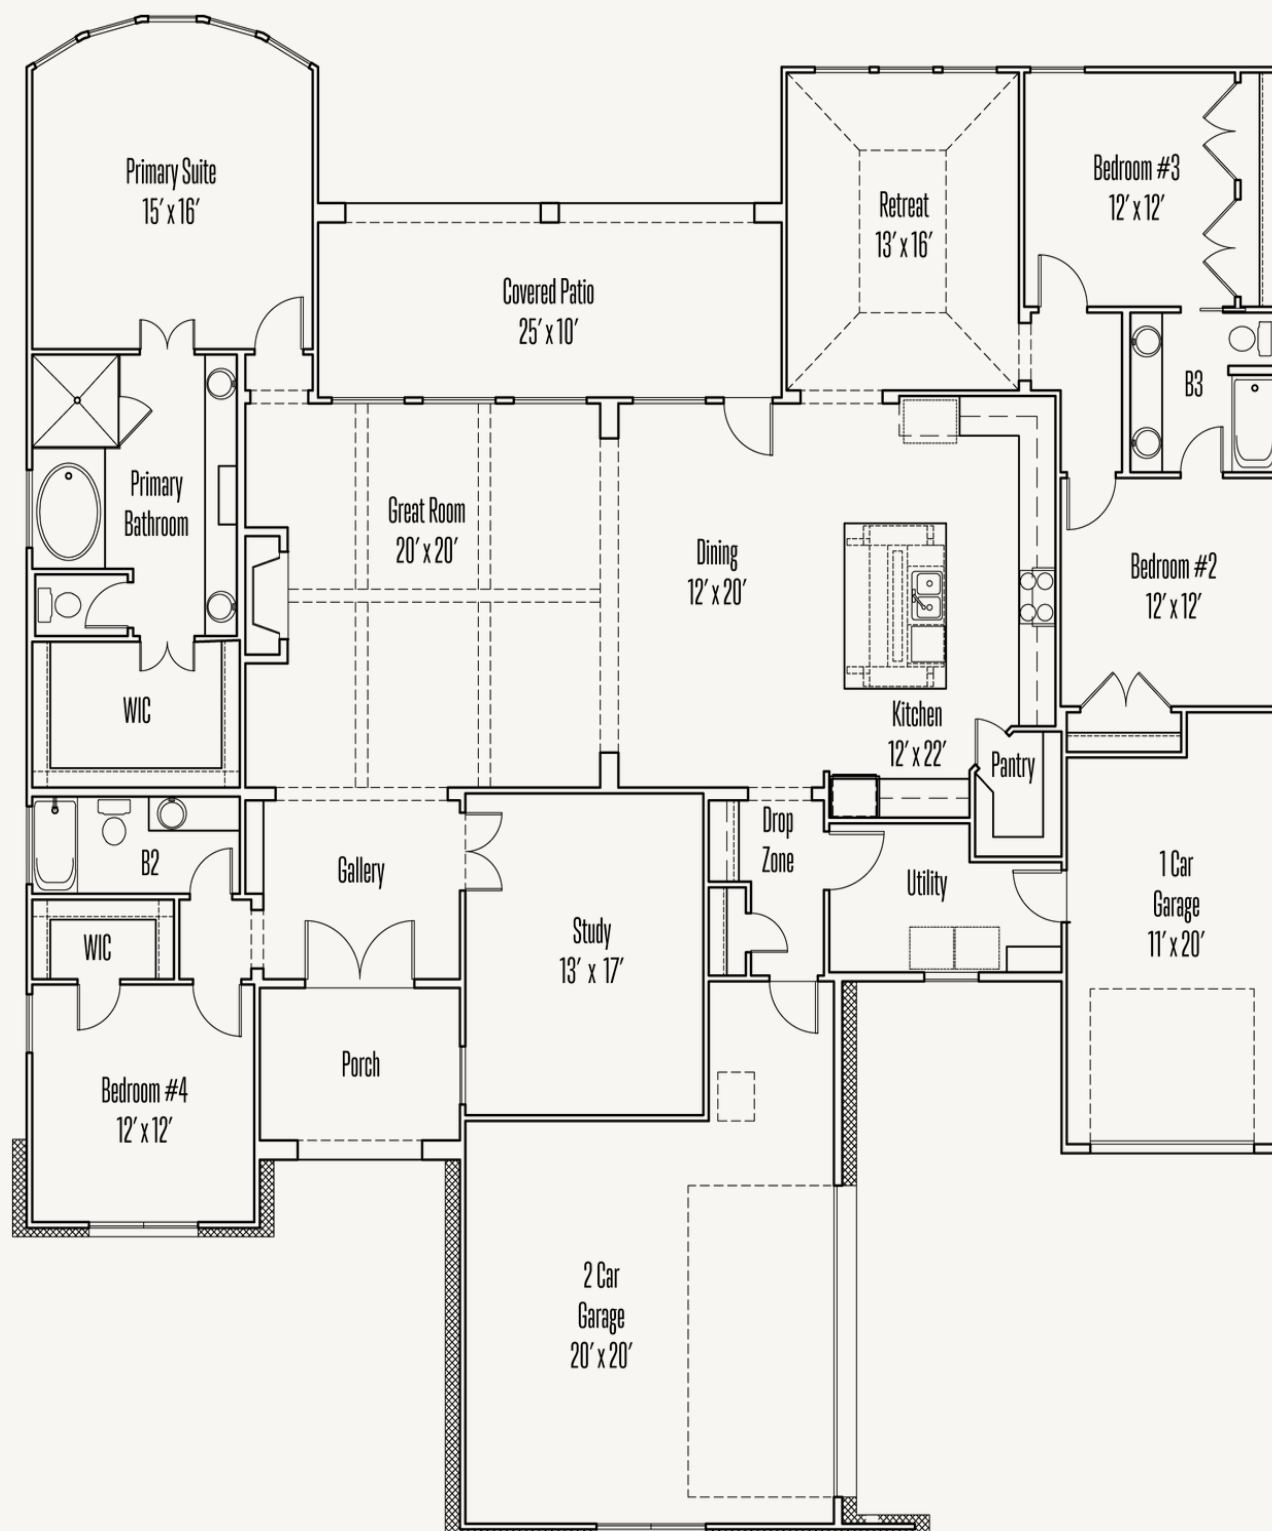 Primary Suite
15' x 16'
Covered Patio
25' x 10'
Retreat
13' x 16'
Bedroom #3
12' x 12'
B3
Primary
Bathroom
Great Room
20' x 20'
Dining
12' x 20'
Bedroom #2
12' x 12'
WIC
Kitchen
12' x 22'
Pantry
B2
Gallery
Drop
Zone
Utility
1 Car
Garage
11' x 20'
WIC
Study
13' x 17'
Porch
Bedroom #4
12' x 12'
2 Car
Garage
20' x 20'